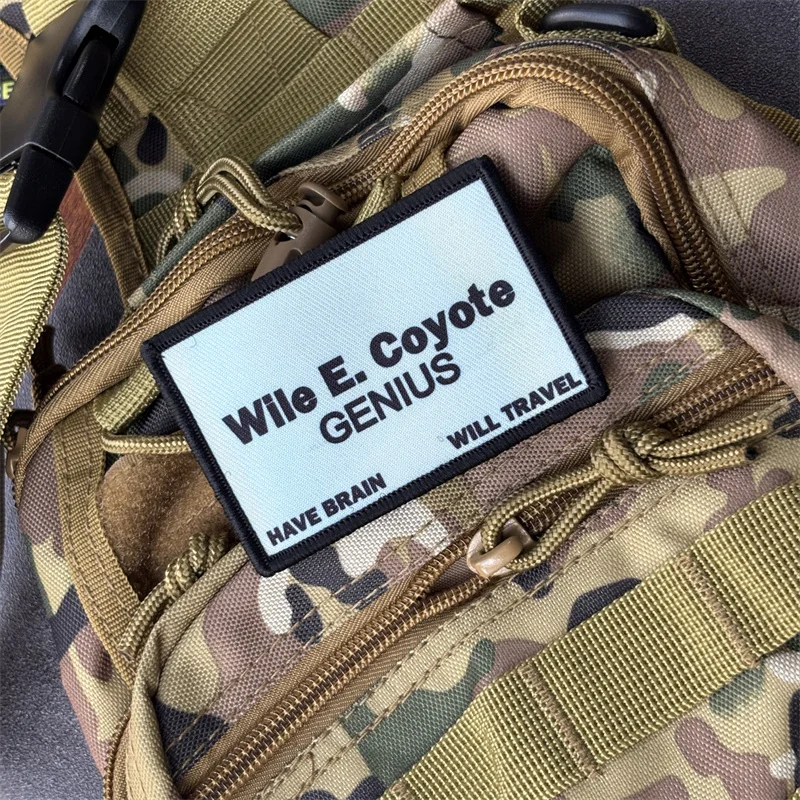 Wile E. Coyote
GENIUS
HAVE BRAIN
WILL TRAVEL